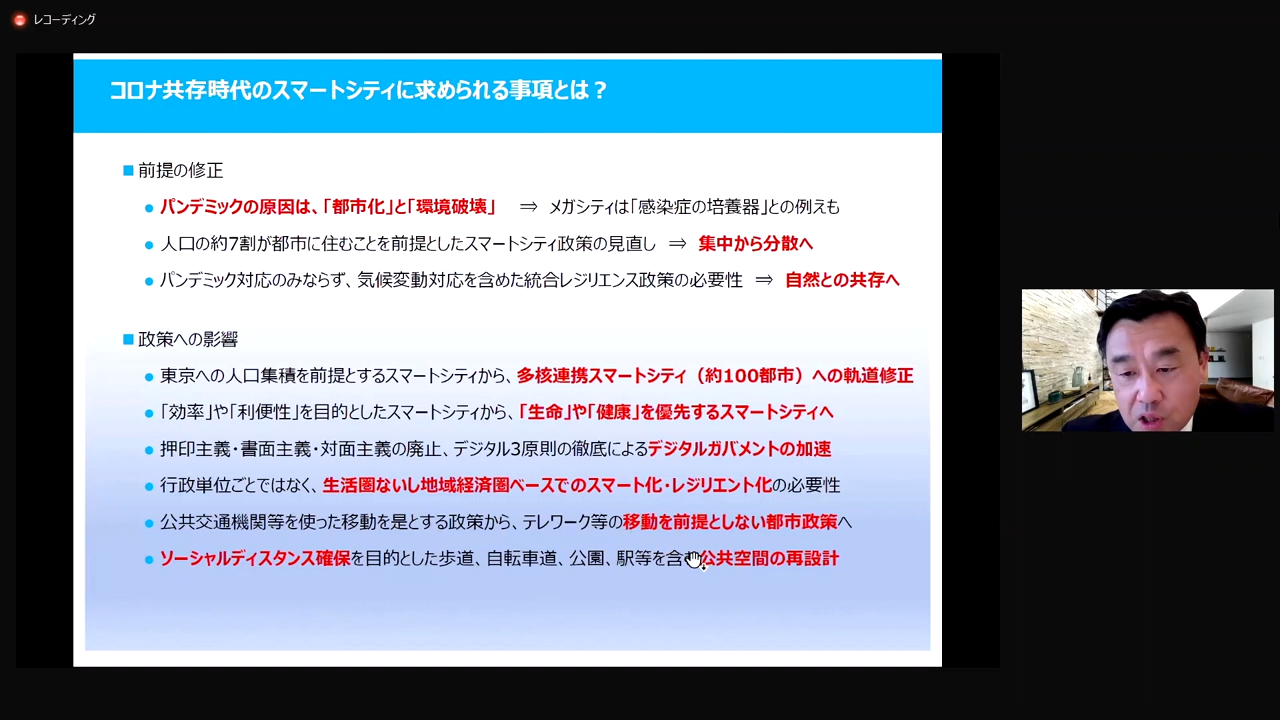 レコーディング
コロナ共存時代のスマートシティに求められる事項とは？
■前提の修正
●パンデミックの原因は、「都市化」と「環境破壊」 ⇒ メガシティは「感染症の培養器」との例えも
●人口の約7割が都市に住むことを前提としたスマートシティ政策の見直し ⇒ 集中から分散へ
●パンデミック対応のみならず、気候変動対応を含めた統合レジリエンス政策の必要性 ⇒ 自然との共存へ
■政策への影響
●東京への人口集積を前提とするスマートシティから、多核連携スマートシティ（約100都市）への軌道修正
●「効率」や「利便性」を目的としたスマートシティから、「生命」や「健康」を優先するスマートシティへ
●押印主義・書面主義・対面主義の廃止、デジタル3原則の徹底によるデジタルガバメントの加速
●行政単位ごとではなく、生活圏ないし地域経済圏ベースでのスマート化・レジリエント化の必要性
●公共交通機関等を使った移動を是とする政策から、テレワーク等の移動を前提としない都市政策へ
●ソーシャルディスタンス確保を目的とした歩道、自転車道、公園、駅等を含む公共空間の再設計